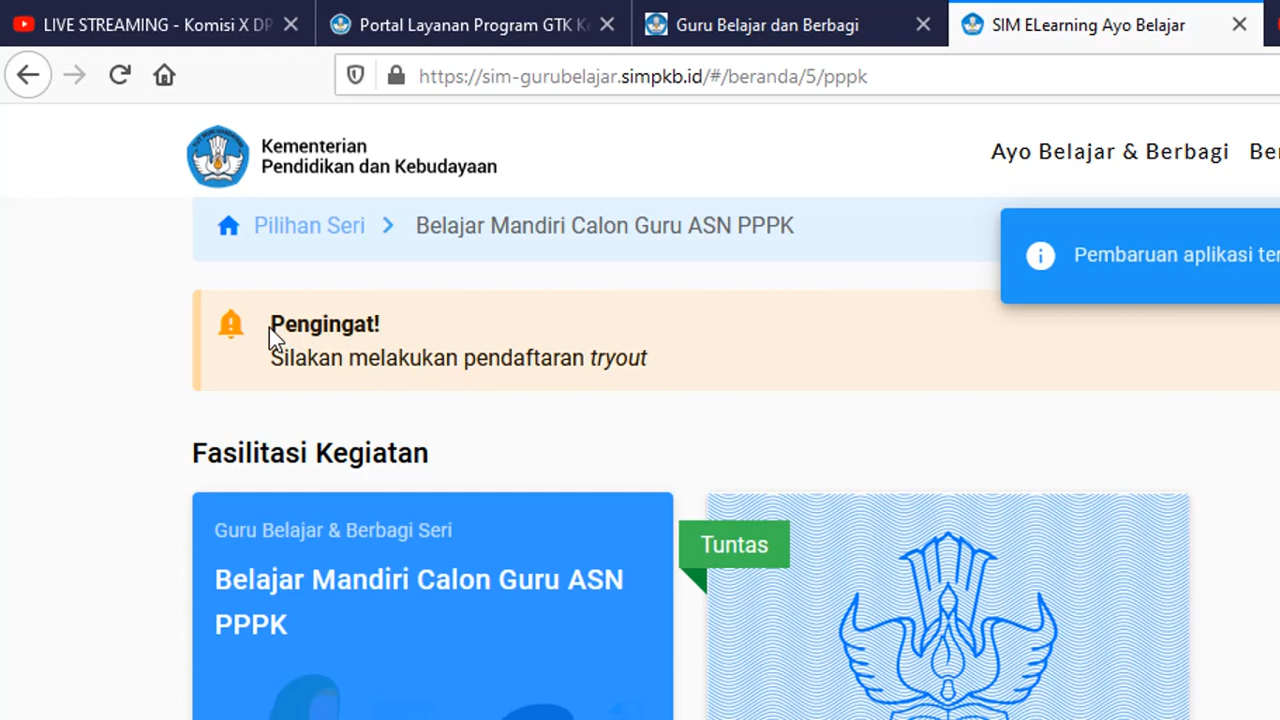 LIVE STREAMING - Komisi X DP
Portal Layanan Program GTK Ke
Guru Belajar dan Berbagi
SIM ELearning Ayo Belajar
https://sim-gurubelajar.simpkb.id/#/beranda/5/pppk
Kementerian
Pendidikan dan Kebudayaan
Ayo Belajar & Berbagi
Ber
Pilihan Seri
Belajar Mandiri Calon Guru ASN PPPK
Pembaruan aplikasi ter
Pengingat!
Silakan melakukan pendaftaran tryout
Fasilitasi Kegiatan
Guru Belajar & Berbagi Seri
Belajar Mandiri Calon Guru ASN
PPPK
Tuntas